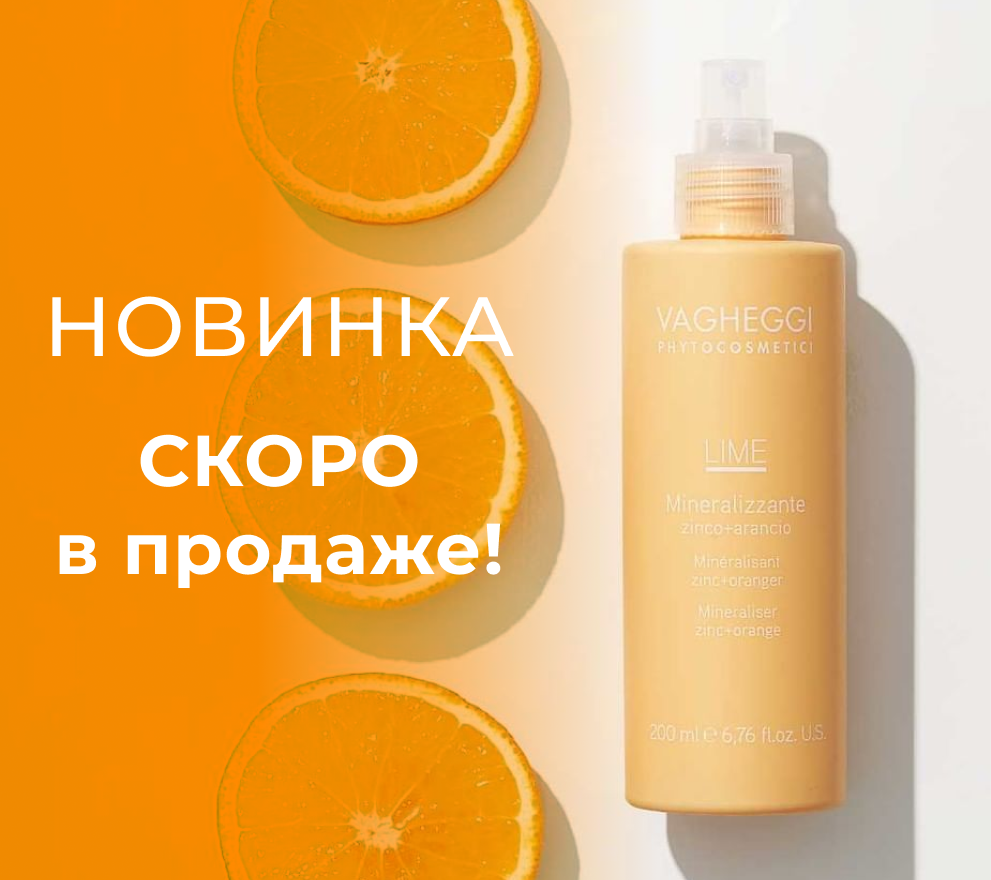 НОВИНКА
СКОРО
в продаже!
VAGHEGGI
PHYTOCOSMETICI
LIME
Mineralizzante
zinco+arancio
Minéralisant
zinc+oranger
Mineraliser
zinc+orange
200 ml e 6,76 fl.oz. U.S.